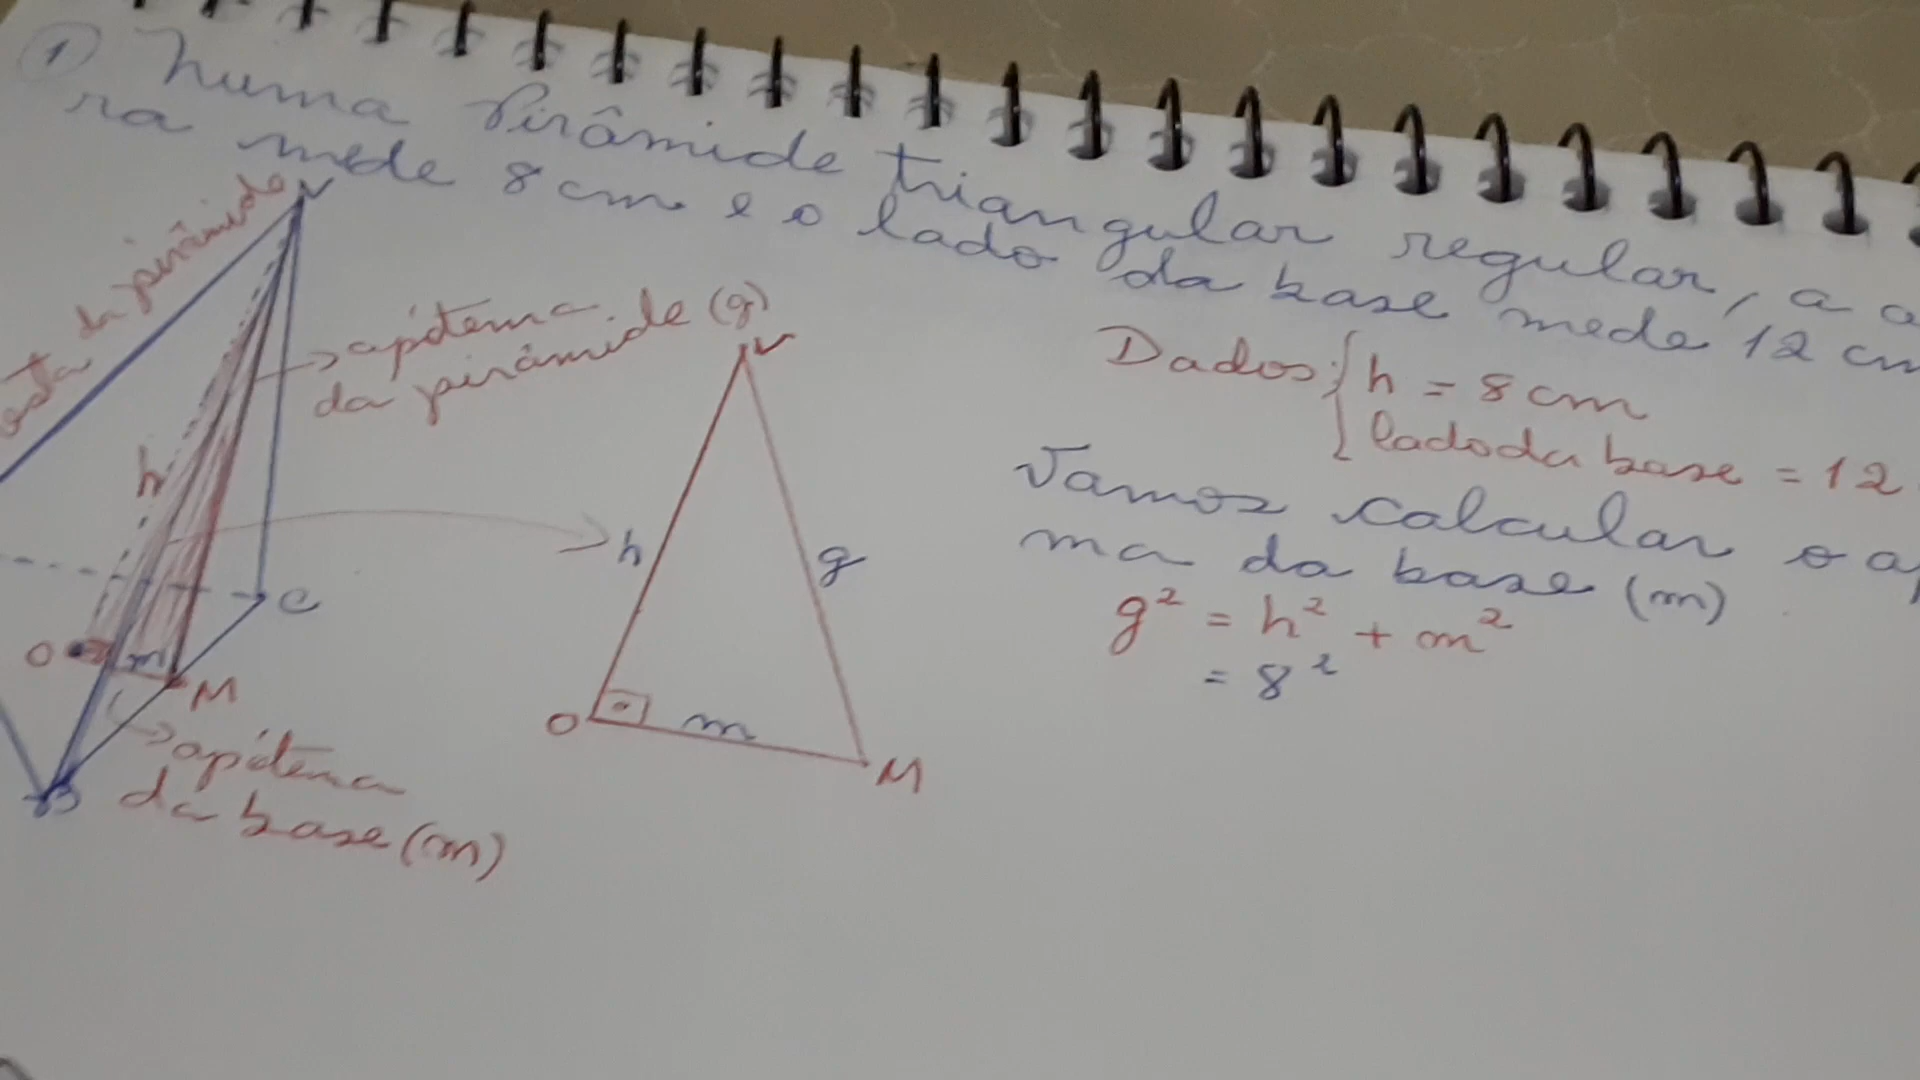 1) Numa Pirâmide triangular regular, a a
ra mede 8 cm e o lado da base mede 12 cm
da pirâmide
V
apótema
da pirâmide (g)
h
C
O
m
M
B
apótema
da base (m)
V
h
g
O
m
M
Dados: h = 8 cm
lado da base = 12
Vamos calcular o ap
ma da base (m)
g² = h² + m²
= 8²